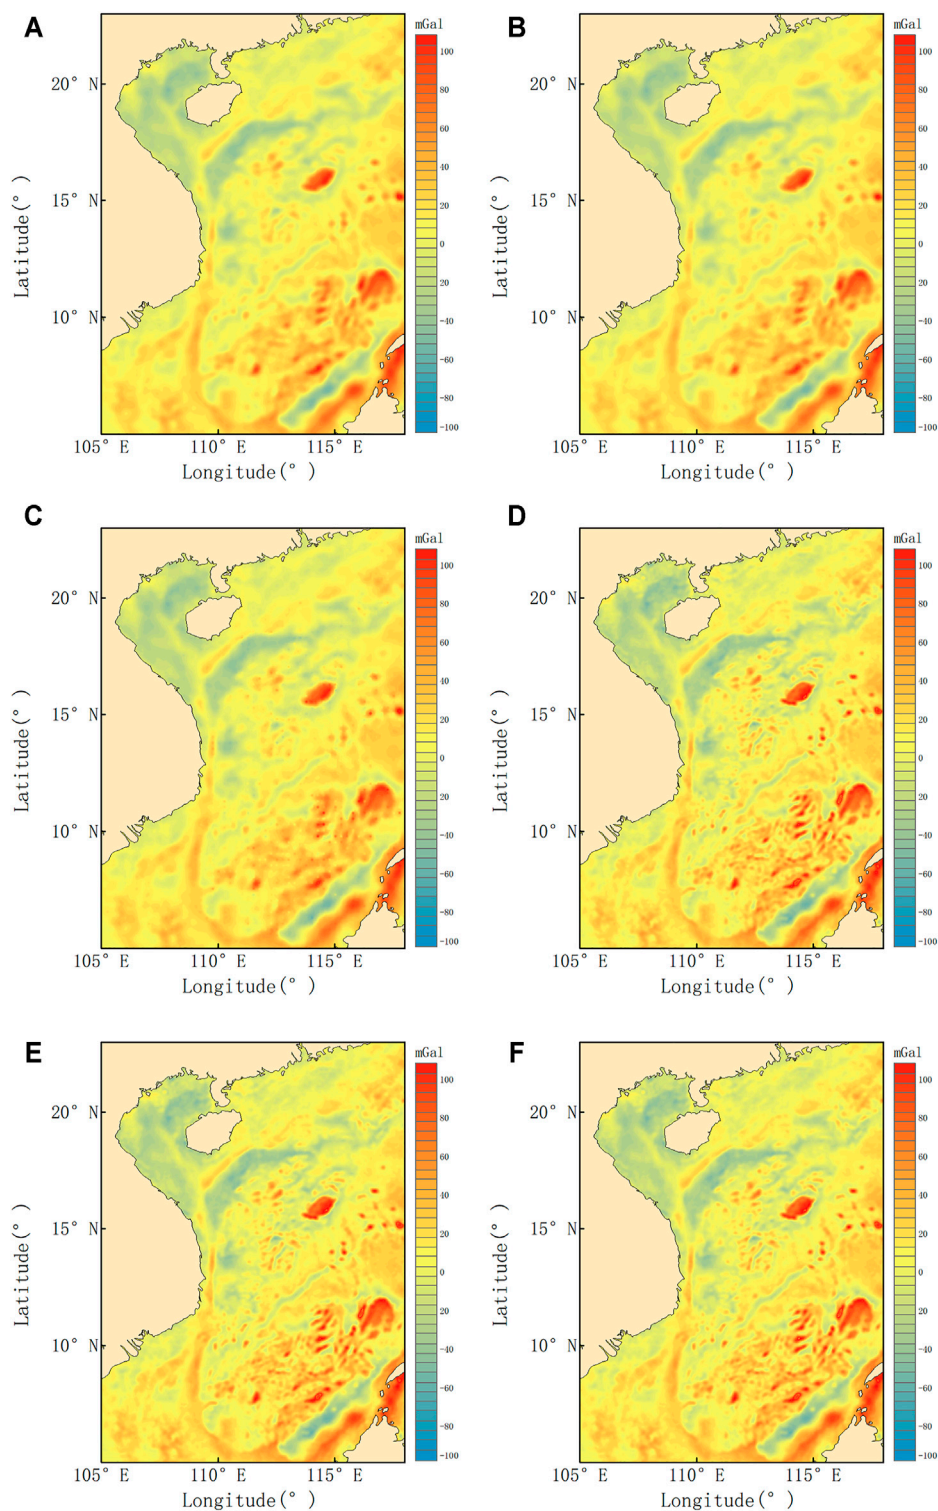 A
mGal
100
80
60
40
20
0
-20
-40
-60
-80
-100
20° N
15° N
10° N
105° E
110° E
115° E
Latitude(° )
Longitude(° )
B
mGal
100
80
60
40
20
0
-20
-40
-60
-80
-100
20° N
15° N
10° N
105° E
110° E
115° E
Latitude(° )
Longitude(° )
C
mGal
100
80
60
40
20
0
-20
-40
-60
-80
-100
20° N
15° N
10° N
105° E
110° E
115° E
Latitude(° )
Longitude(° )
D
mGal
100
80
60
40
20
0
-20
-40
-60
-80
-100
20° N
15° N
10° N
105° E
110° E
115° E
Latitude(° )
Longitude(° )
E
mGal
100
80
60
40
20
0
-20
-40
-60
-80
-100
20° N
15° N
10° N
105° E
110° E
115° E
Latitude(° )
Longitude(° )
F
mGal
100
80
60
40
20
0
-20
-40
-60
-80
-100
20° N
15° N
10° N
105° E
110° E
115° E
Latitude(° )
Longitude(° )